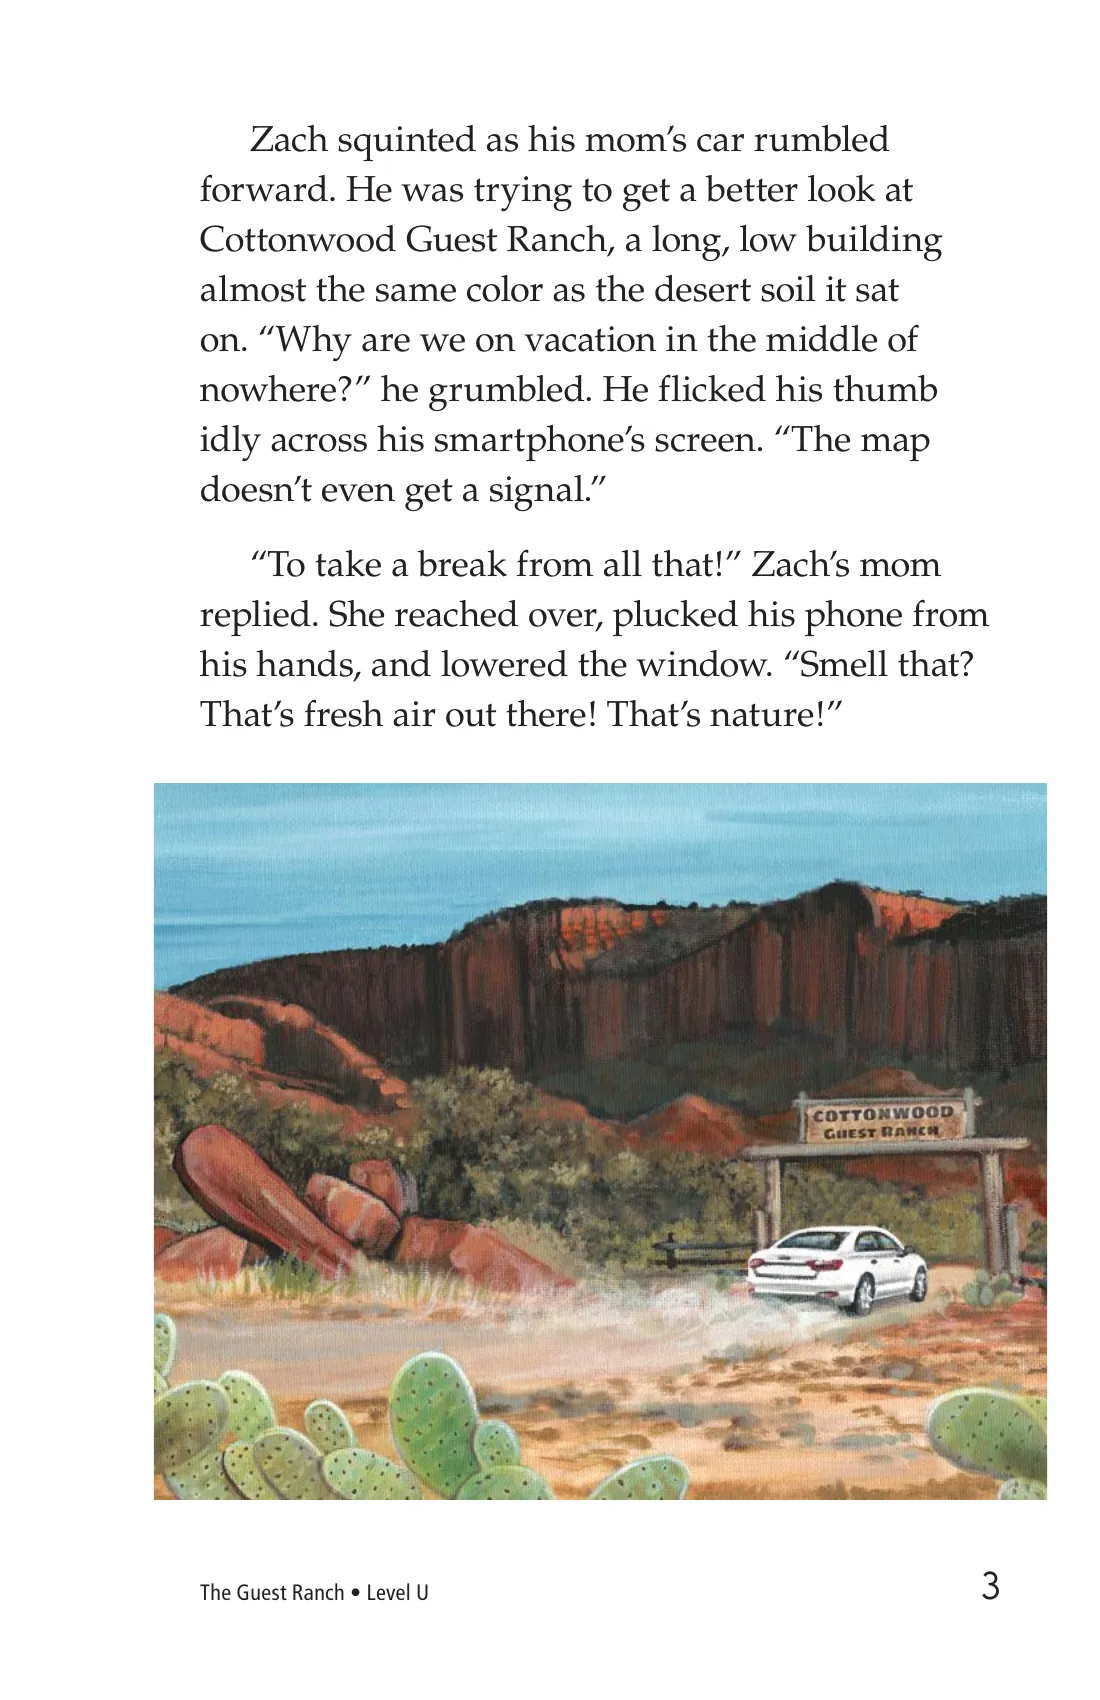 Zach squinted as his mom’s car rumbled
forward. He was trying to get a better look at
Cottonwood Guest Ranch, a long, low building
almost the same color as the desert soil it sat
on. “Why are we on vacation in the middle of
nowhere?” he grumbled. He flicked his thumb
idly across his smartphone’s screen. “The map
doesn’t even get a signal.”
“To take a break from all that!” Zach’s mom
replied. She reached over, plucked his phone from
his hands, and lowered the window. “Smell that?
That’s fresh air out there! That’s nature!”
COTTONWOOD
GUEST RANCH
The Guest Ranch • Level U
3